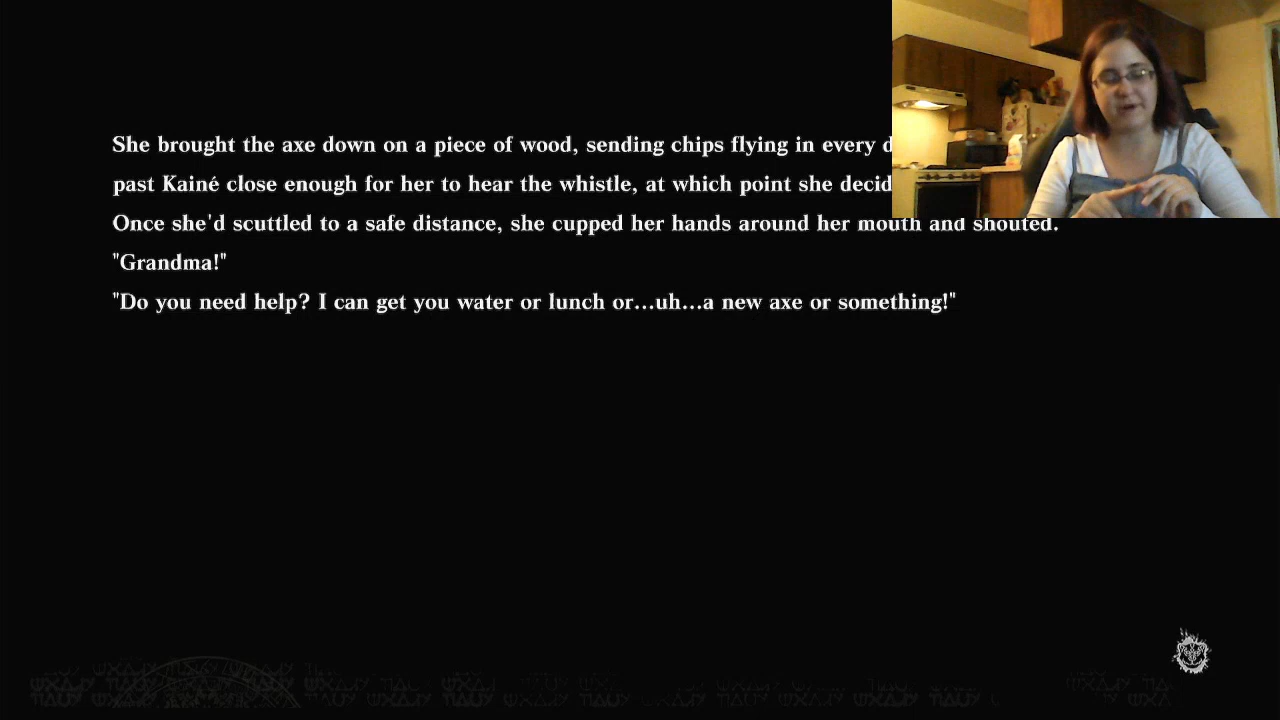 She brought the axe down on a piece of wood, sending chips flying in every
past Kainé close enough for her to hear the whistle, at which point she
Once she'd scuttled to a safe distance, she cupped her hands around her mouth and shouted.
"Grandma!"
"Do you need help? I can get you water or lunch or...uh...a new axe or something!"